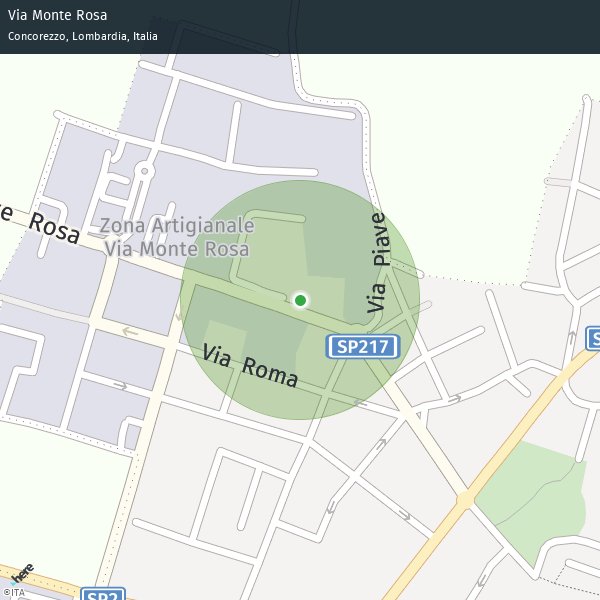 Via Monte Rosa
Concorezzo, Lombardia, Italia
e Rosa
Zona Artigianale
Via Monte Rosa
Via Piave
SP217
Via Roma
here
SP2
©ITA